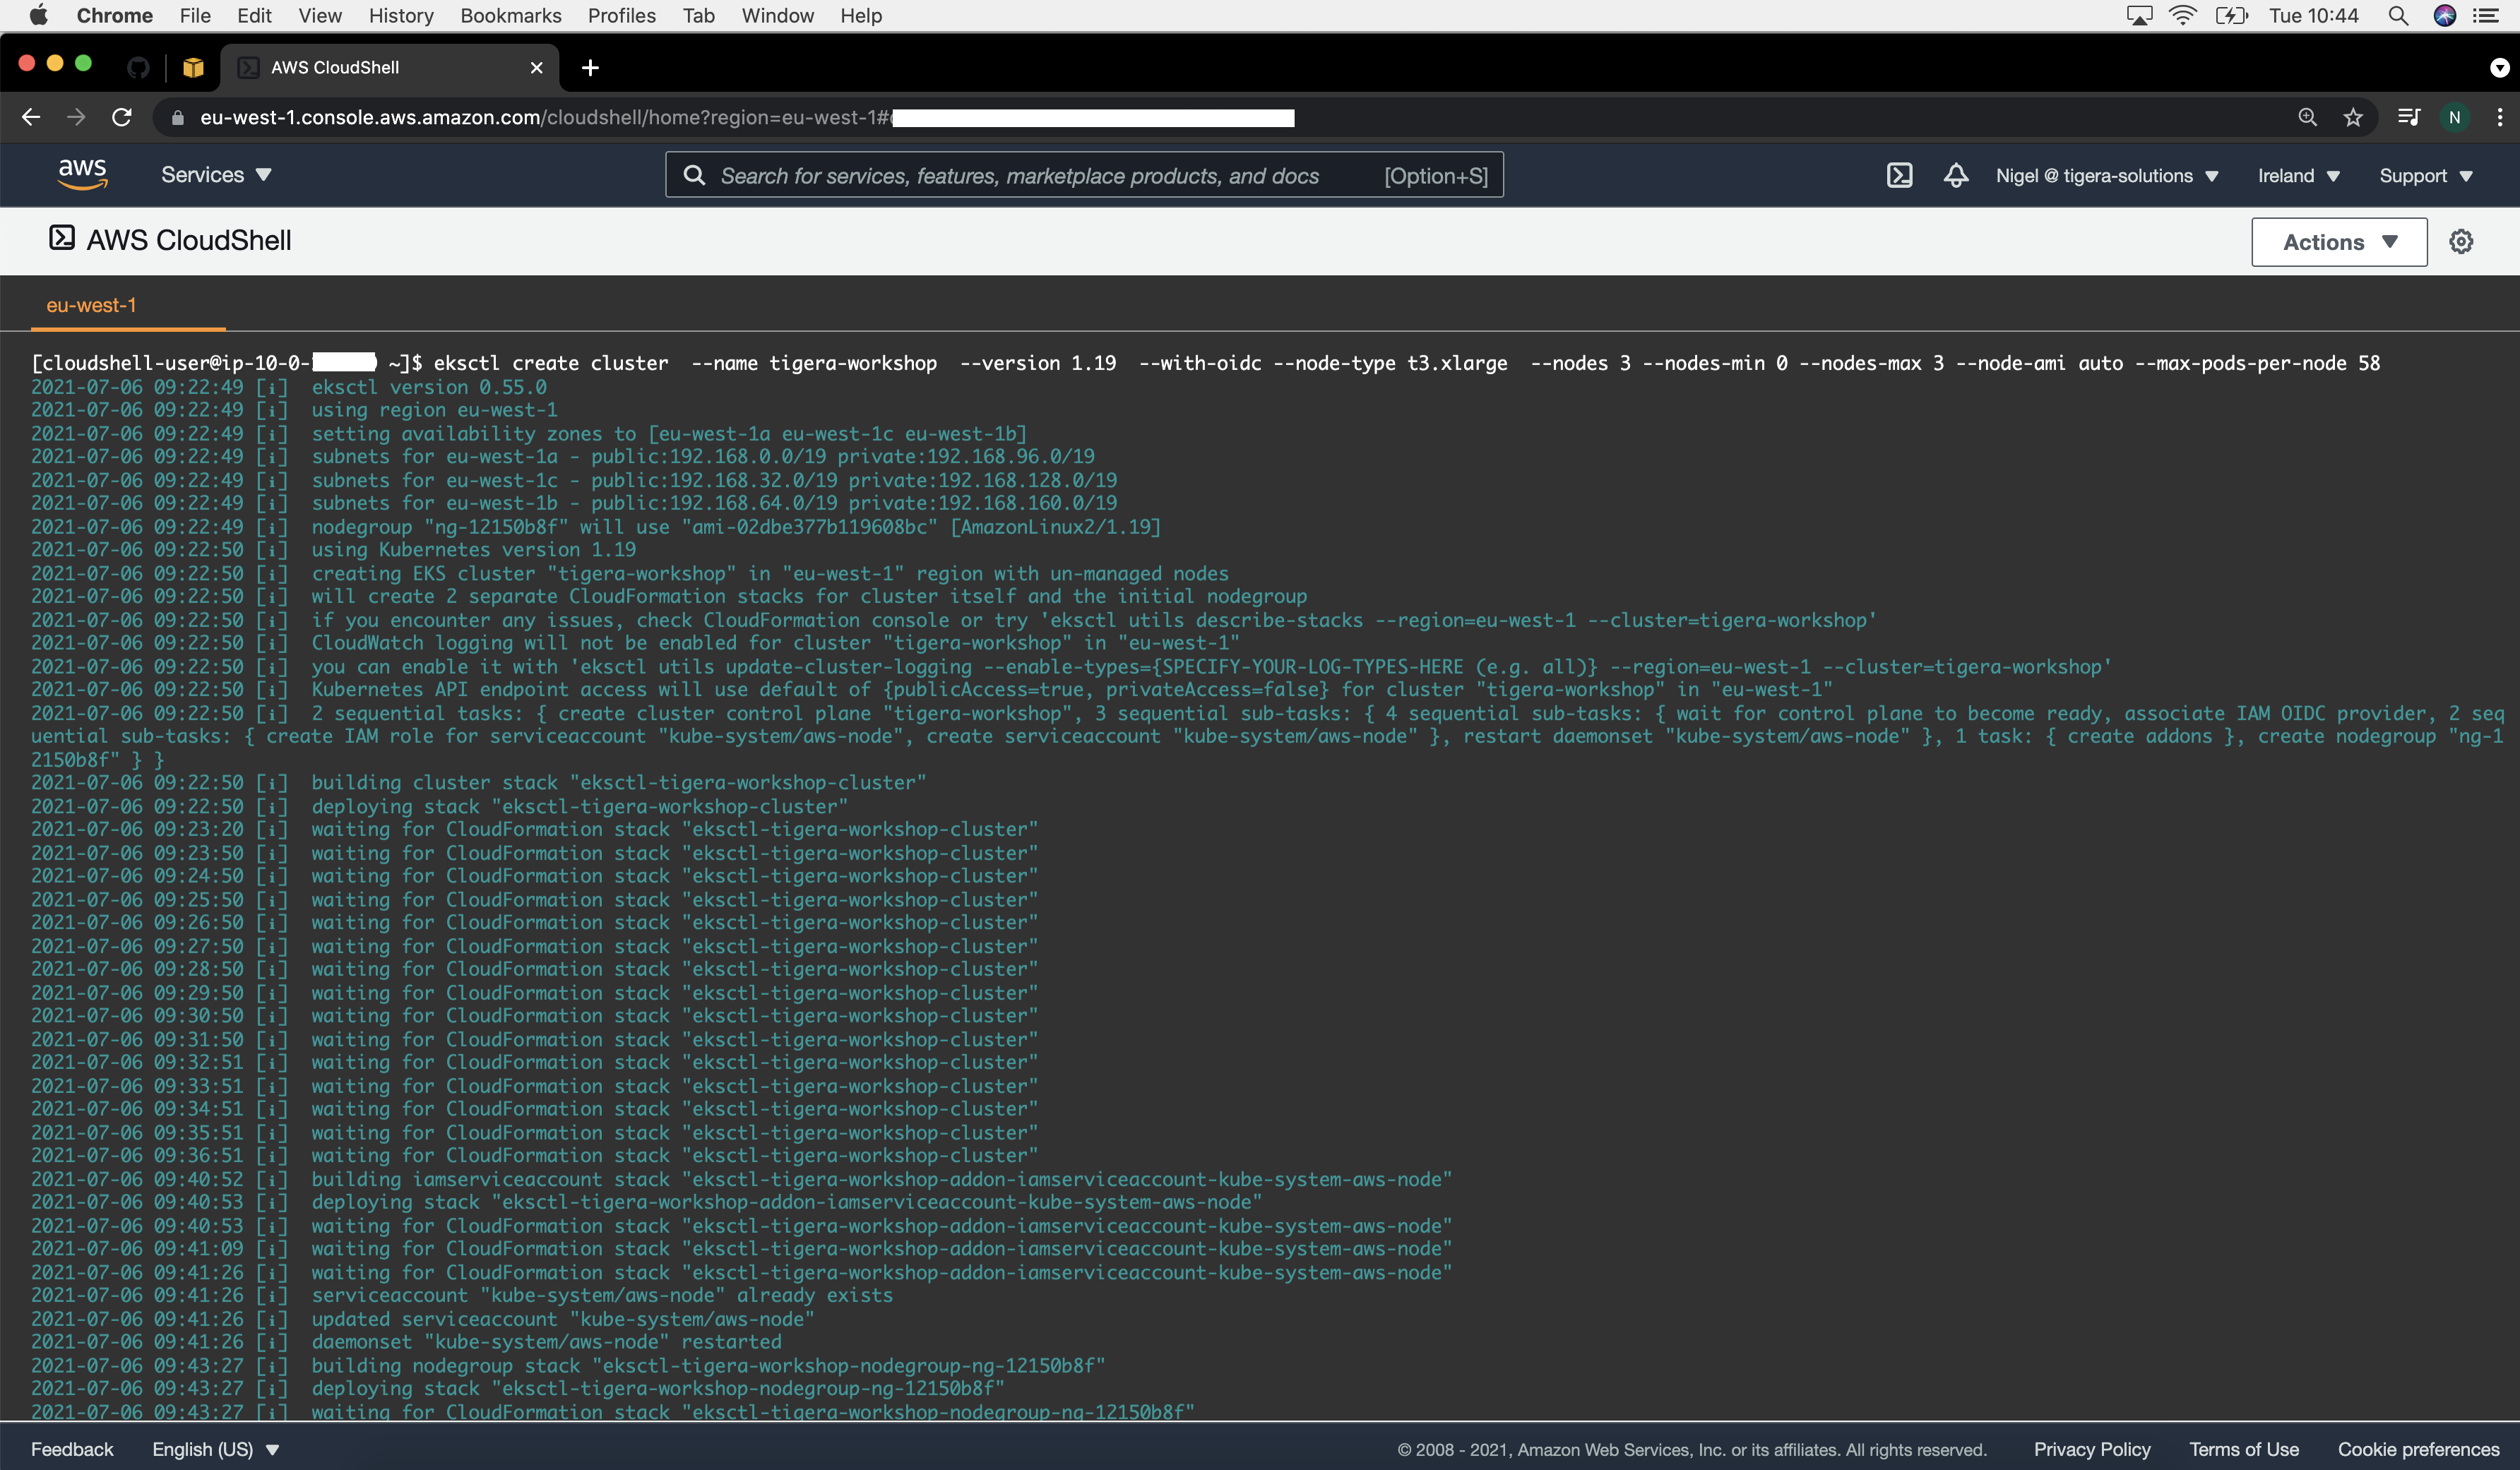 Chrome File Edit View History Bookmarks Profiles Tab Window Help Tue 10:44
AWS CloudShell
eu-west-1.console.aws.amazon.com/cloudshell/home?region=eu-west-1#
N
aws Services Search for services, features, marketplace products, and docs [Option+S] Nigel @ tigera-solutions Ireland Support
AWS CloudShell Actions
eu-west-1
[cloudshell-user@ip-10-0- ~]$ eksctl create cluster  --name tigera-workshop  --version 1.19  --with-oidc --node-type t3.xlarge  --nodes 3 --nodes-min 0 --nodes-max 3 --node-ami auto --max-pods-per-node 58
2021-07-06 09:22:49 [ℹ]  eksctl version 0.55.0
2021-07-06 09:22:49 [ℹ]  using region eu-west-1
2021-07-06 09:22:49 [ℹ]  setting availability zones to [eu-west-1a eu-west-1c eu-west-1b]
2021-07-06 09:22:49 [ℹ]  subnets for eu-west-1a - public:192.168.0.0/19 private:192.168.96.0/19
2021-07-06 09:22:49 [ℹ]  subnets for eu-west-1c - public:192.168.32.0/19 private:192.168.128.0/19
2021-07-06 09:22:49 [ℹ]  subnets for eu-west-1b - public:192.168.64.0/19 private:192.168.160.0/19
2021-07-06 09:22:49 [ℹ]  nodegroup "ng-12150b8f" will use "ami-02dbe377b119608bc" [AmazonLinux2/1.19]
2021-07-06 09:22:50 [ℹ]  using Kubernetes version 1.19
2021-07-06 09:22:50 [ℹ]  creating EKS cluster "tigera-workshop" in "eu-west-1" region with un-managed nodes
2021-07-06 09:22:50 [ℹ]  will create 2 separate CloudFormation stacks for cluster itself and the initial nodegroup
2021-07-06 09:22:50 [ℹ]  if you encounter any issues, check CloudFormation console or try 'eksctl utils describe-stacks --region=eu-west-1 --cluster=tigera-workshop'
2021-07-06 09:22:50 [ℹ]  CloudWatch logging will not be enabled for cluster "tigera-workshop" in "eu-west-1"
2021-07-06 09:22:50 [ℹ]  you can enable it with 'eksctl utils update-cluster-logging --enable-types={SPECIFY-YOUR-LOG-TYPES-HERE (e.g. all)} --region=eu-west-1 --cluster=tigera-workshop'
2021-07-06 09:22:50 [ℹ]  Kubernetes API endpoint access will use default of {publicAccess=true, privateAccess=false} for cluster "tigera-workshop" in "eu-west-1"
2021-07-06 09:22:50 [ℹ]  2 sequential tasks: { create cluster control plane "tigera-workshop", 3 sequential sub-tasks: { 4 sequential sub-tasks: { wait for control plane to become ready, associate IAM OIDC provider, 2 seq
uential sub-tasks: { create IAM role for serviceaccount "kube-system/aws-node", create serviceaccount "kube-system/aws-node" }, restart daemonset "kube-system/aws-node" }, 1 task: { create addons }, create nodegroup "ng-1
2150b8f" } }
2021-07-06 09:22:50 [ℹ]  building cluster stack "eksctl-tigera-workshop-cluster"
2021-07-06 09:22:50 [ℹ]  deploying stack "eksctl-tigera-workshop-cluster"
2021-07-06 09:23:20 [ℹ]  waiting for CloudFormation stack "eksctl-tigera-workshop-cluster"
2021-07-06 09:23:50 [ℹ]  waiting for CloudFormation stack "eksctl-tigera-workshop-cluster"
2021-07-06 09:24:50 [ℹ]  waiting for CloudFormation stack "eksctl-tigera-workshop-cluster"
2021-07-06 09:25:50 [ℹ]  waiting for CloudFormation stack "eksctl-tigera-workshop-cluster"
2021-07-06 09:26:50 [ℹ]  waiting for CloudFormation stack "eksctl-tigera-workshop-cluster"
2021-07-06 09:27:50 [ℹ]  waiting for CloudFormation stack "eksctl-tigera-workshop-cluster"
2021-07-06 09:28:50 [ℹ]  waiting for CloudFormation stack "eksctl-tigera-workshop-cluster"
2021-07-06 09:29:50 [ℹ]  waiting for CloudFormation stack "eksctl-tigera-workshop-cluster"
2021-07-06 09:30:50 [ℹ]  waiting for CloudFormation stack "eksctl-tigera-workshop-cluster"
2021-07-06 09:31:50 [ℹ]  waiting for CloudFormation stack "eksctl-tigera-workshop-cluster"
2021-07-06 09:32:51 [ℹ]  waiting for CloudFormation stack "eksctl-tigera-workshop-cluster"
2021-07-06 09:33:51 [ℹ]  waiting for CloudFormation stack "eksctl-tigera-workshop-cluster"
2021-07-06 09:34:51 [ℹ]  waiting for CloudFormation stack "eksctl-tigera-workshop-cluster"
2021-07-06 09:35:51 [ℹ]  waiting for CloudFormation stack "eksctl-tigera-workshop-cluster"
2021-07-06 09:36:51 [ℹ]  waiting for CloudFormation stack "eksctl-tigera-workshop-cluster"
2021-07-06 09:40:52 [ℹ]  building iamserviceaccount stack "eksctl-tigera-workshop-addon-iamserviceaccount-kube-system-aws-node"
2021-07-06 09:40:53 [ℹ]  deploying stack "eksctl-tigera-workshop-addon-iamserviceaccount-kube-system-aws-node"
2021-07-06 09:40:53 [ℹ]  waiting for CloudFormation stack "eksctl-tigera-workshop-addon-iamserviceaccount-kube-system-aws-node"
2021-07-06 09:41:09 [ℹ]  waiting for CloudFormation stack "eksctl-tigera-workshop-addon-iamserviceaccount-kube-system-aws-node"
2021-07-06 09:41:26 [ℹ]  waiting for CloudFormation stack "eksctl-tigera-workshop-addon-iamserviceaccount-kube-system-aws-node"
2021-07-06 09:41:26 [ℹ]  serviceaccount "kube-system/aws-node" already exists
2021-07-06 09:41:26 [ℹ]  updated serviceaccount "kube-system/aws-node"
2021-07-06 09:41:26 [ℹ]  daemonset "kube-system/aws-node" restarted
2021-07-06 09:43:27 [ℹ]  building nodegroup stack "eksctl-tigera-workshop-nodegroup-ng-12150b8f"
2021-07-06 09:43:27 [ℹ]  deploying stack "eksctl-tigera-workshop-nodegroup-ng-12150b8f"
2021-07-06 09:43:27 [ℹ]  waiting for CloudFormation stack "eksctl-tigera-workshop-nodegroup-ng-12150b8f"
Feedback English (US) © 2008 - 2021, Amazon Web Services, Inc. or its affiliates. All rights reserved. Privacy Policy Terms of Use Cookie preferences